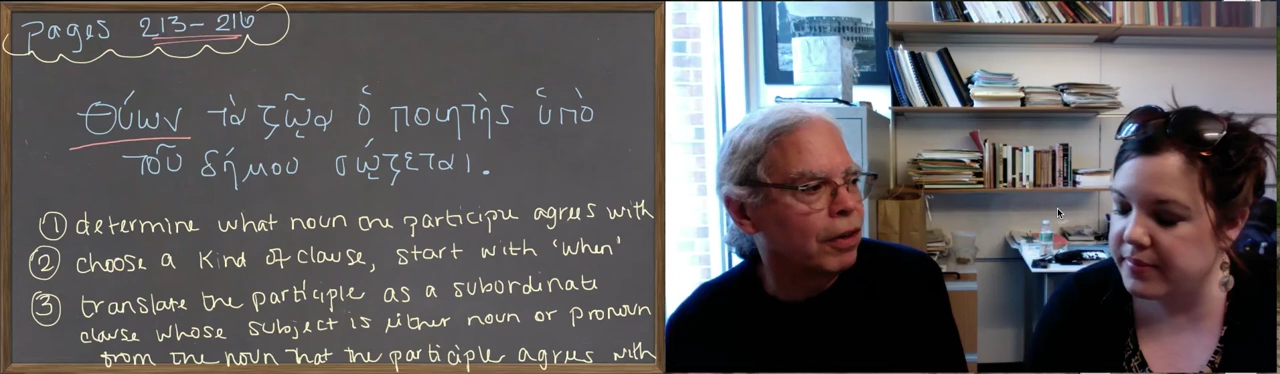 pages 213-216
Θύων τὰ ζῷα ὁ ποιητὴς ὑπὸ
τοῦ δήμου σῴζεται.
① determine what noun the participle agrees with
② choose a kind of clause, start with 'when'
③ translate the participle as a subordinate
clause whose subject is either noun or pronoun
from the noun that the participle agrees with